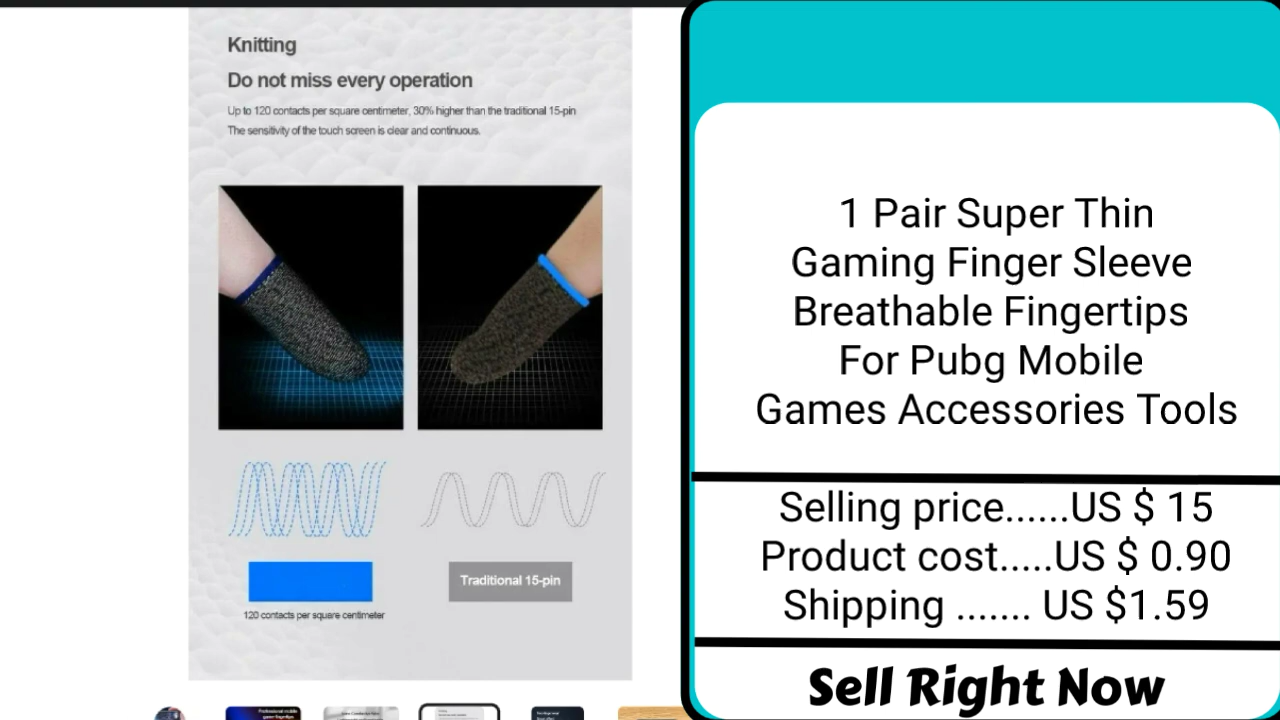 Knitting
Do not miss every operation
Up to 120 contacts per square centimeter, 30% higher than the traditional 15-pin
The sensitivity of the touch screen is clear and continuous.
Traditional 15-pin
120 contacts per square centimeter
1 Pair Super Thin
Gaming Finger Sleeve
Breathable Fingertips
For Pubg Mobile
Games Accessories Tools
Selling price......US $ 15
Product cost.....US $ 0.90
Shipping ....... US $1.59
Sell Right Now